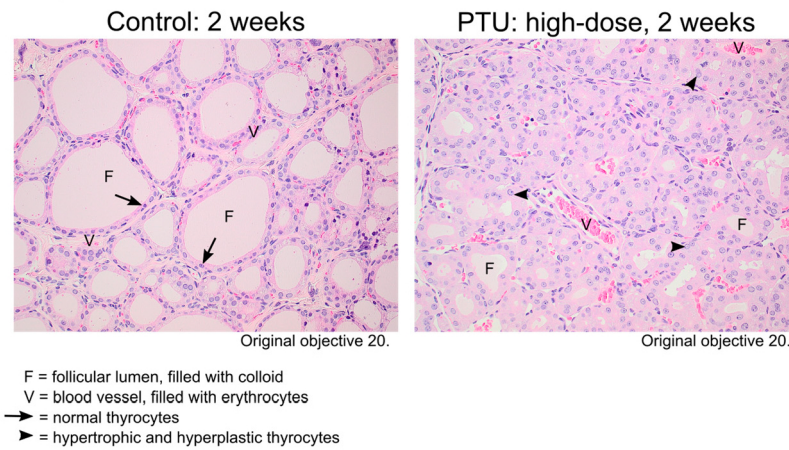 Control: 2 weeks
PTU: high-dose, 2 weeks
V
F
F
V
V
V
F
F
Original objective 20.
Original objective 20.
F = follicular lumen, filled with colloid
V = blood vessel, filled with erythrocytes
= normal thyrocytes
= hypertrophic and hyperplastic thyrocytes